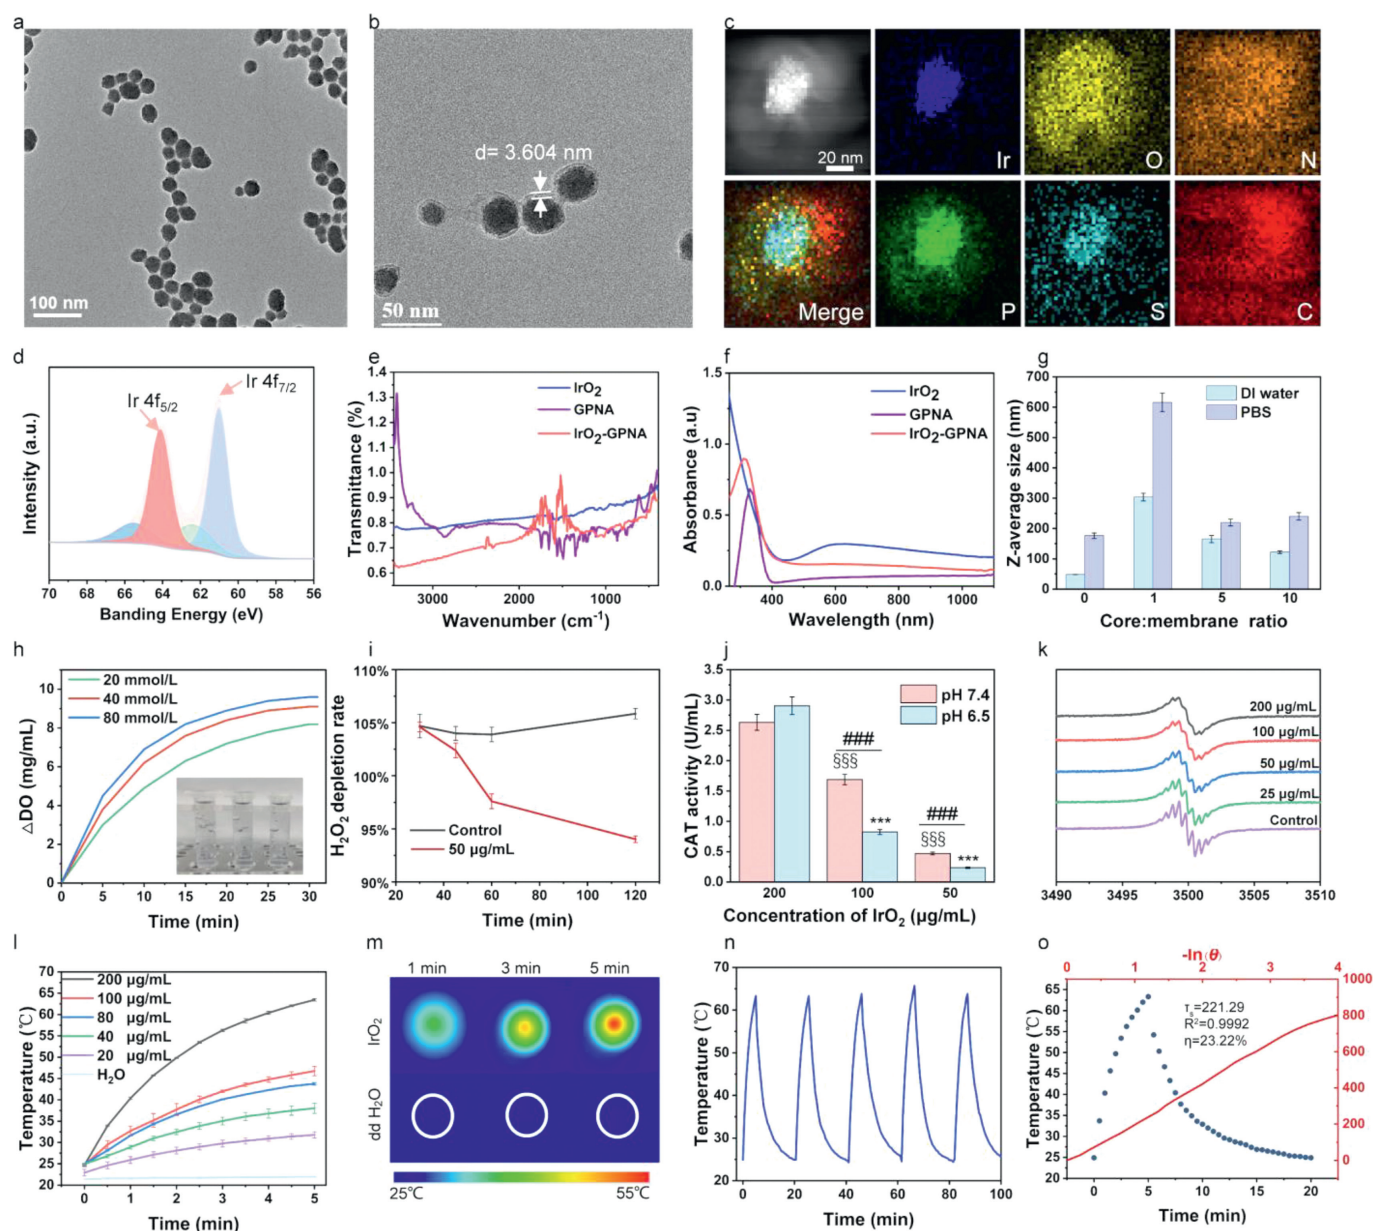 a
100 nm
b
d= 3.604 nm
50 nm
c
20 nm
Ir
O
N
Merge
P
S
C
d
Ir 4f7/2
Ir 4f5/2
Intensity (a.u.)
70 68 66 64 62 60 58 56
Banding Energy (eV)
e
1.4
1.3
1.2
1.1
1.0
0.9
0.8
0.7
0.6
Transmittance (%)
IrO2
GPNA
IrO2-GPNA
3000 2000 1000
Wavenumber (cm-1)
f
1.5
1.0
0.5
0.0
Absorbance (a.u)
IrO2
GPNA
IrO2-GPNA
400 600 800 1000
Wavelength (nm)
g
700
600
500
400
300
200
100
0
Z-average size (nm)
DI water
PBS
0 1 5 10
Core:membrane ratio
h
10
8
6
4
2
0
△DO (mg/mL)
20 mmol/L
40 mmol/L
80 mmol/L
0 5 10 15 20 25 30
Time (min)
i
110%
105%
100%
95%
90%
H2O2 depletion rate
Control
50 μg/mL
20 40 60 80 100 120
Time (min)
j
3.5
3.0
2.5
2.0
1.5
1.0
0.5
0.0
CAT activity (U/mL)
pH 7.4
pH 6.5
###
§§§
***
###
§§§
***
200 100 50
Concentration of IrO2 (μg/mL)
k
200 μg/mL
100 μg/mL
50 μg/mL
25 μg/mL
Control
3490 3495 3500 3505 3510
l
70
65
60
55
50
45
40
35
30
25
20
Temperature (℃)
200 μg/mL
100 μg/mL
80 μg/mL
40 μg/mL
20 μg/mL
H2O
0 1 2 3 4 5
Time (min)
m
1 min 3 min 5 min
IrO2
dd H2O
25℃ 55℃
n
70
60
50
40
30
20
Temperature (℃)
0 20 40 60 80 100
Time (min)
o
-ln(θ)
0 1 2 3 4
65
60
55
50
45
40
35
30
25
20
Temperature (℃)
τs=221.29
R2=0.9992
η=23.22%
1000
800
600
400
200
0
0 5 10 15 20
Time (min)